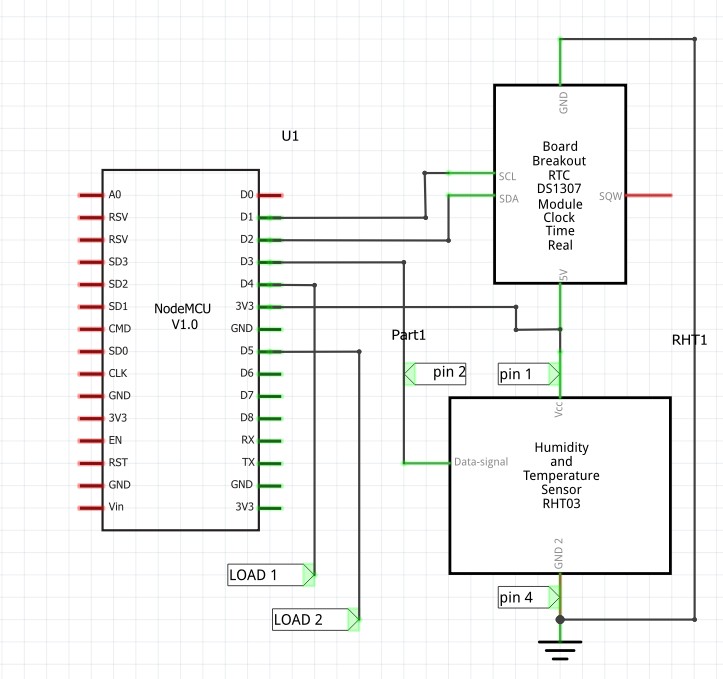 U1
A0
RSV
RSV
SD3
SD2
SD1
CMD
SD0
CLK
GND
3V3
EN
RST
GND
Vin
NodeMCU
V1.0
D0
D1
D2
D3
D4
3V3
GND
D5
D6
D7
D8
RX
TX
GND
3V3
LOAD 1
LOAD 2
GND
SCL
SDA
Board
Breakout
RTC
DS1307
Module
Clock
Time
Real
SQW
5V
Part1
RHT1
pin 2
pin 1
Vcc
Data-signal
Humidity
and
Temperature
Sensor
RHT03
GND 2
pin 4